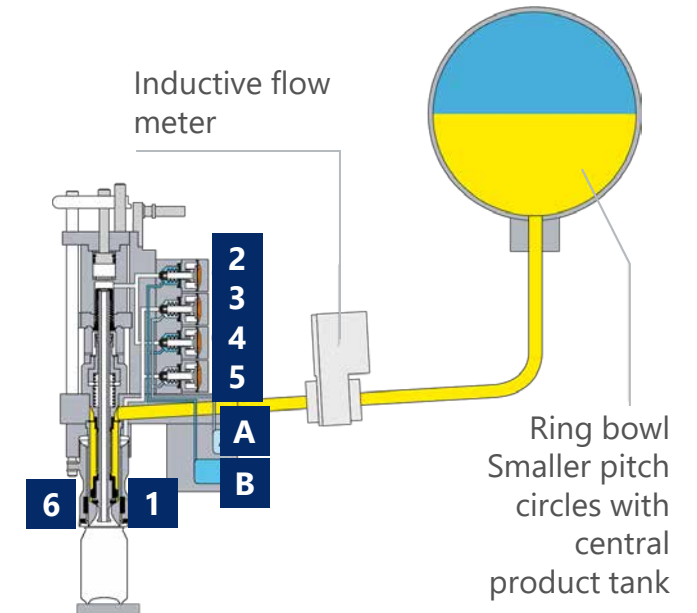 Inductive flow
meter
2
3
4
5
A
B
6
1
Ring bowl
Smaller pitch
circles with
central
product tank